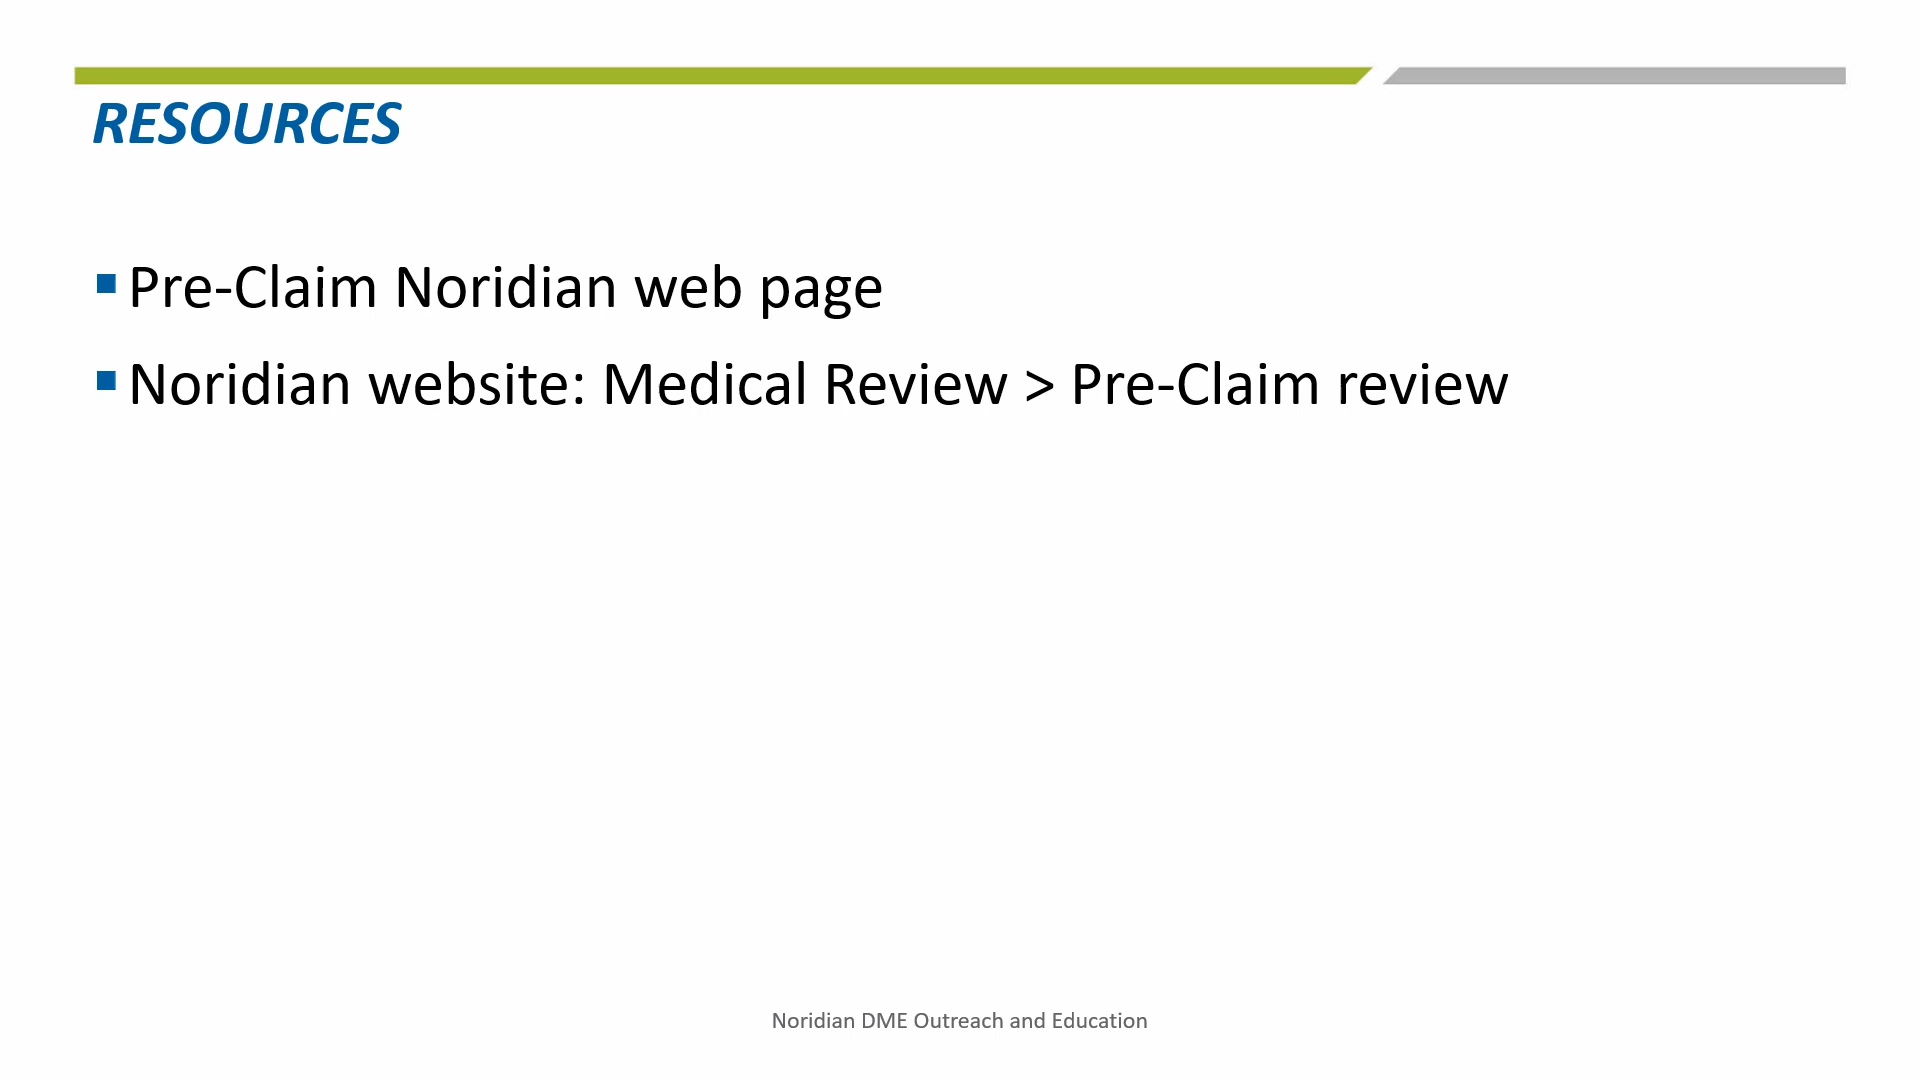 RESOURCES
Pre-Claim Noridian web page
Noridian website: Medical Review > Pre-Claim review
Noridian DME Outreach and Education